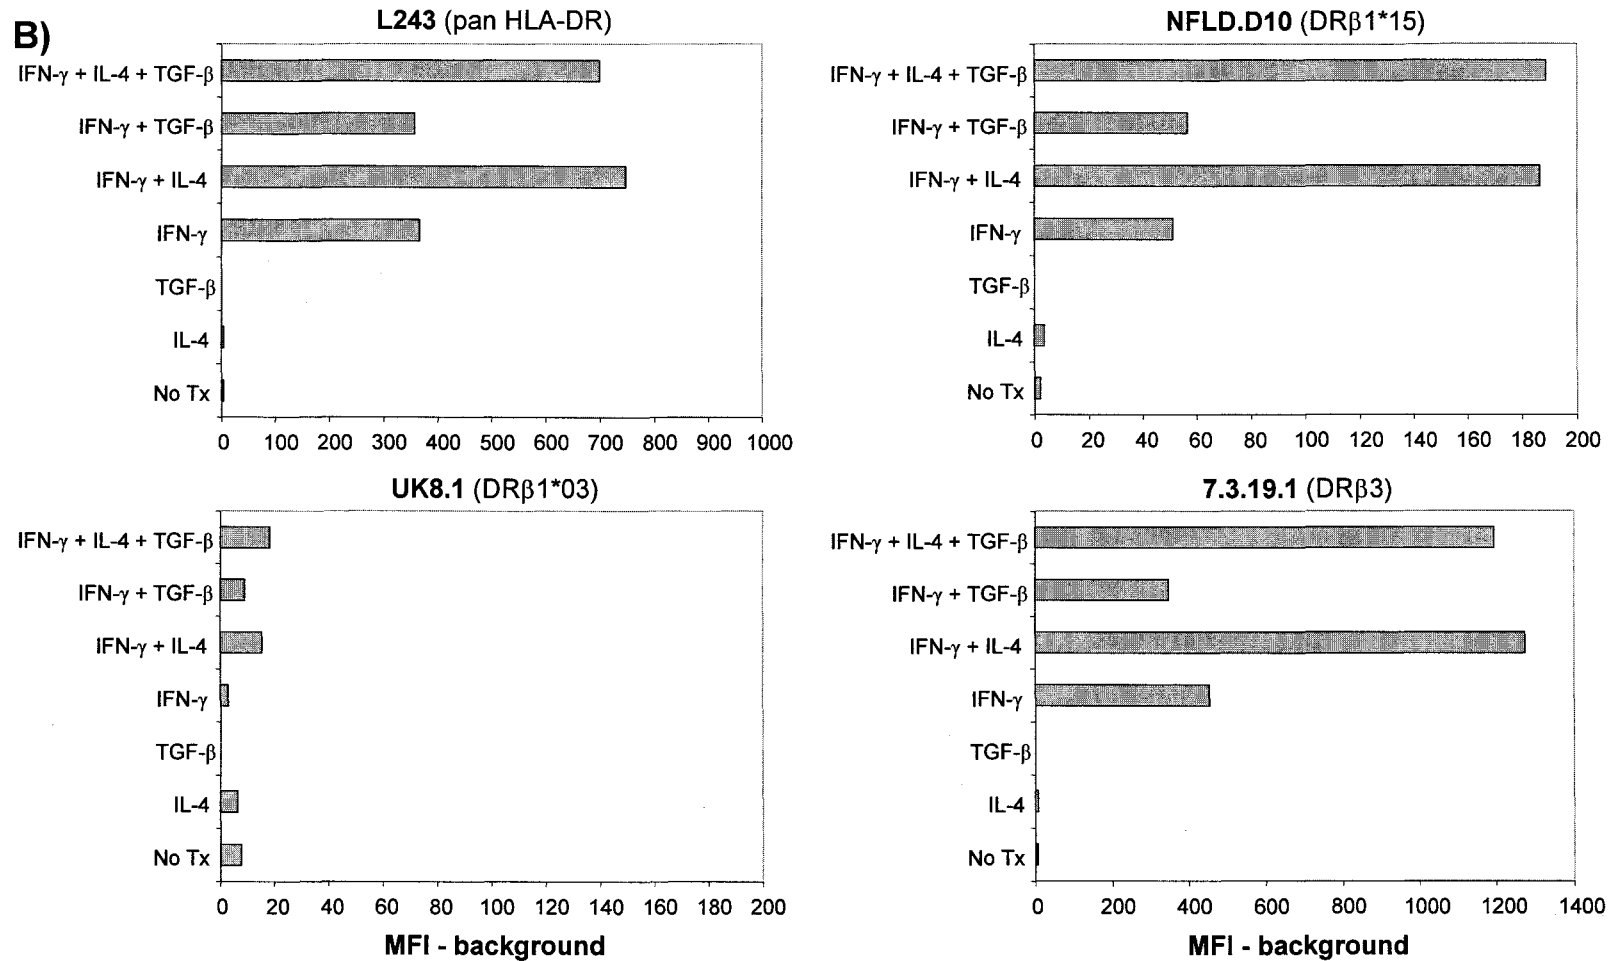 B)
L243 (pan HLA-DR)
IFN-γ + IL-4 + TGF-β
IFN-γ + TGF-β
IFN-γ + IL-4
IFN-γ
TGF-β
IL-4
No Tx
0 100 200 300 400 500 600 700 800 900 1000
NFLD.D10 (DRβ1*15)
IFN-γ + IL-4 + TGF-β
IFN-γ + TGF-β
IFN-γ + IL-4
IFN-γ
TGF-β
IL-4
No Tx
0 20 40 60 80 100 120 140 160 180 200
UK8.1 (DRβ1*03)
IFN-γ + IL-4 + TGF-β
IFN-γ + TGF-β
IFN-γ + IL-4
IFN-γ
TGF-β
IL-4
No Tx
0 20 40 60 80 100 120 140 160 180 200
MFI - background
7.3.19.1 (DRβ3)
IFN-γ + IL-4 + TGF-β
IFN-γ + TGF-β
IFN-γ + IL-4
IFN-γ
TGF-β
IL-4
No Tx
0 200 400 600 800 1000 1200 1400
MFI - background